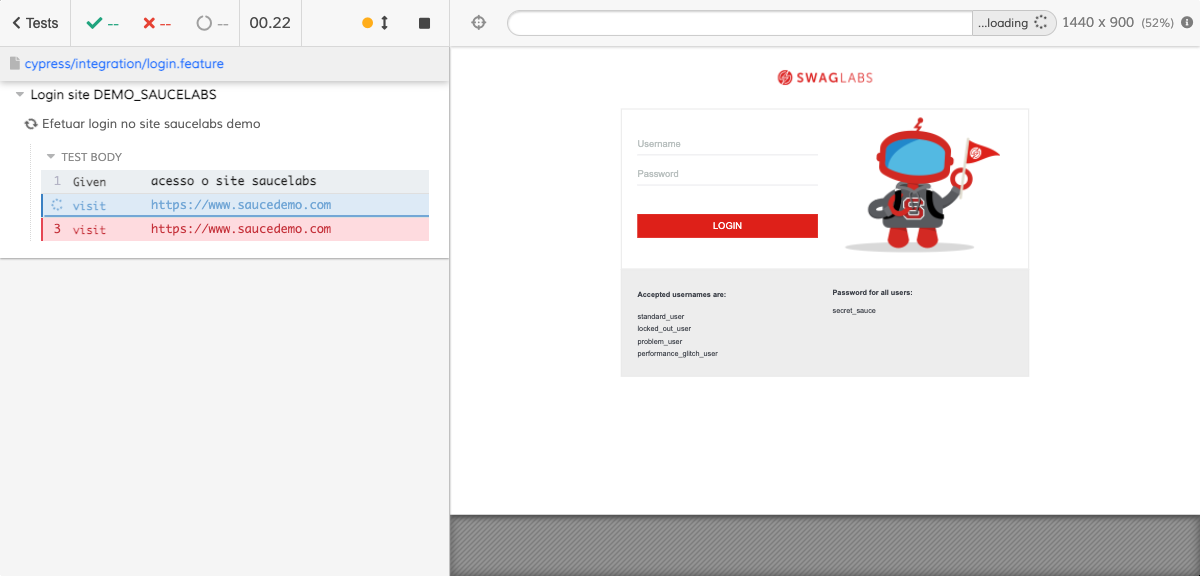 Tests -- -- -- 00.22
...loading 1440 x 900 (52%)
cypress/integration/login.feature
Login site DEMO_SAUCELABS
Efetuar login no site saucelabs demo
TEST BODY
1 Given acesso o site saucelabs
visit https://www.saucedemo.com
3 visit https://www.saucedemo.com
SWAGLABS
Username
Password
LOGIN
Accepted usernames are:
standard_user
locked_out_user
problem_user
performance_glitch_user
Password for all users:
secret_sauce